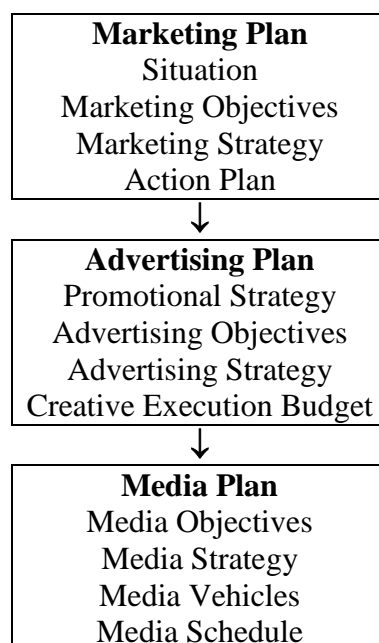 Marketing Plan
Situation
Marketing Objectives
Marketing Strategy
Action Plan
Advertising Plan
Promotional Strategy
Advertising Objectives
Advertising Strategy
Creative Execution Budget
Media Plan
Media Objectives
Media Strategy
Media Vehicles
Media Schedule